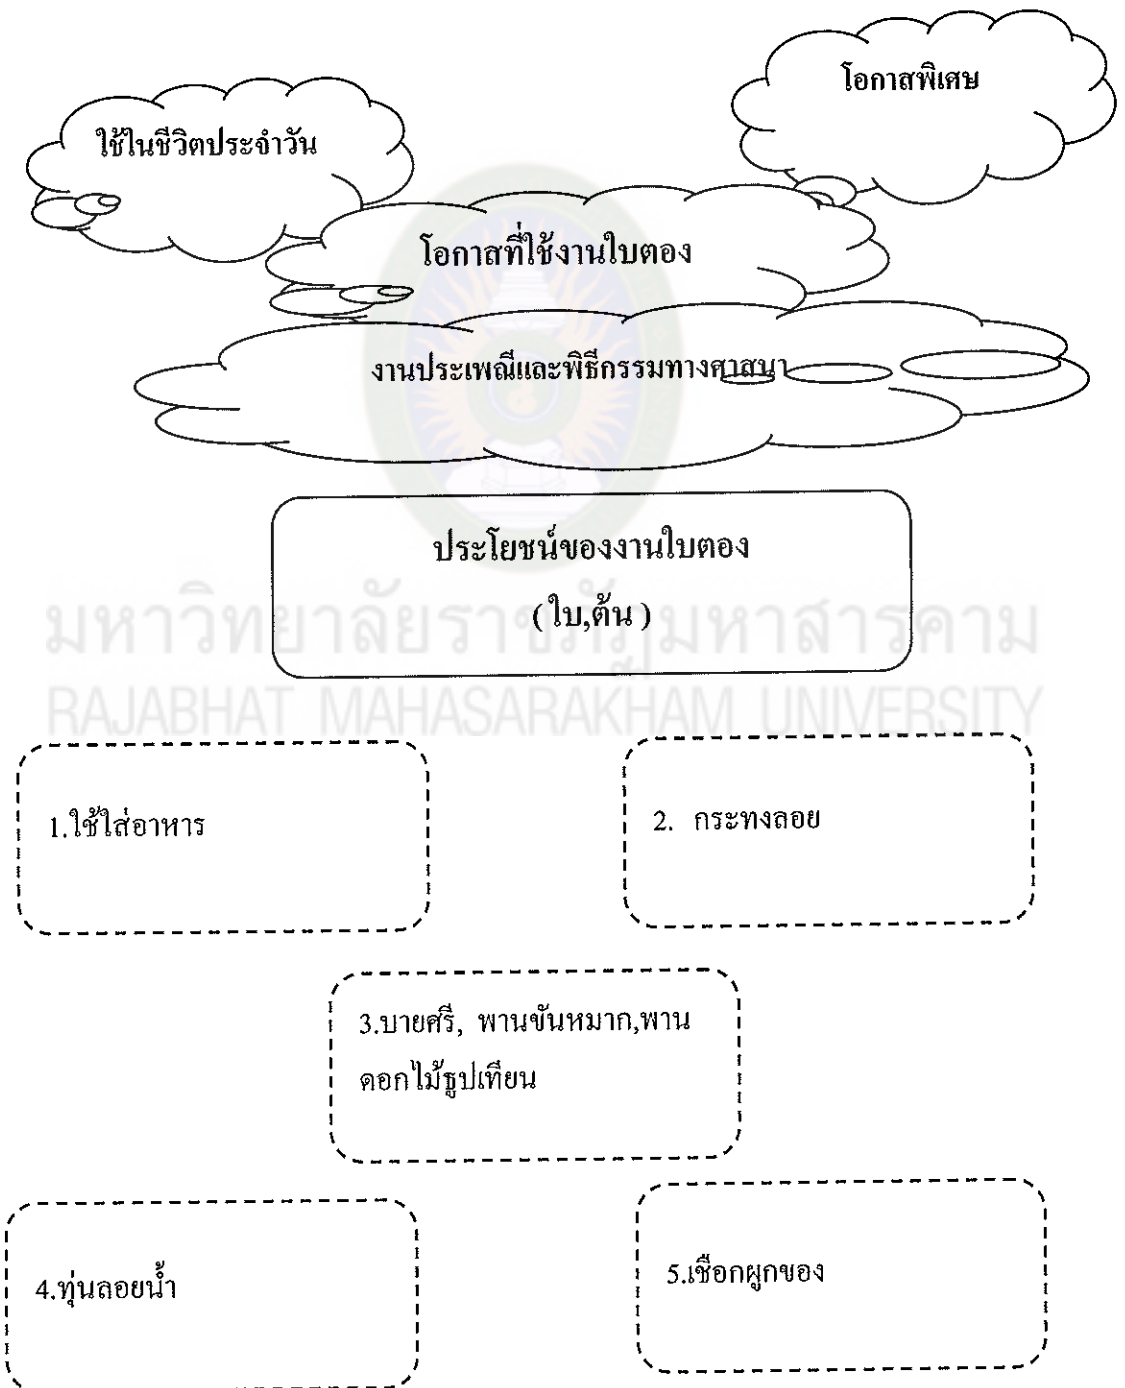 โอกาสพิเศษ
ใช้ในชีวิตประจำวัน
โอกาสที่ใช้งานใบตอง
งานประเพณีและพิธีกรรมทางศาสนา
ประโยชน์ของงานใบตอง
( ใบ,ต้น )
มหาวิทยาลัยราชภัฏมหาสารคาม
RAJABHAT MAHASARAKHAM UNIVERSITY
1.ใช้ใส่อาหาร
2. กระทงลอย
3.บายศรี, พานขันหมาก,พาน
ดอกไม้ธูปเทียน
4.ทุ่นลอยน้ำ
5.เชือกผูกของ